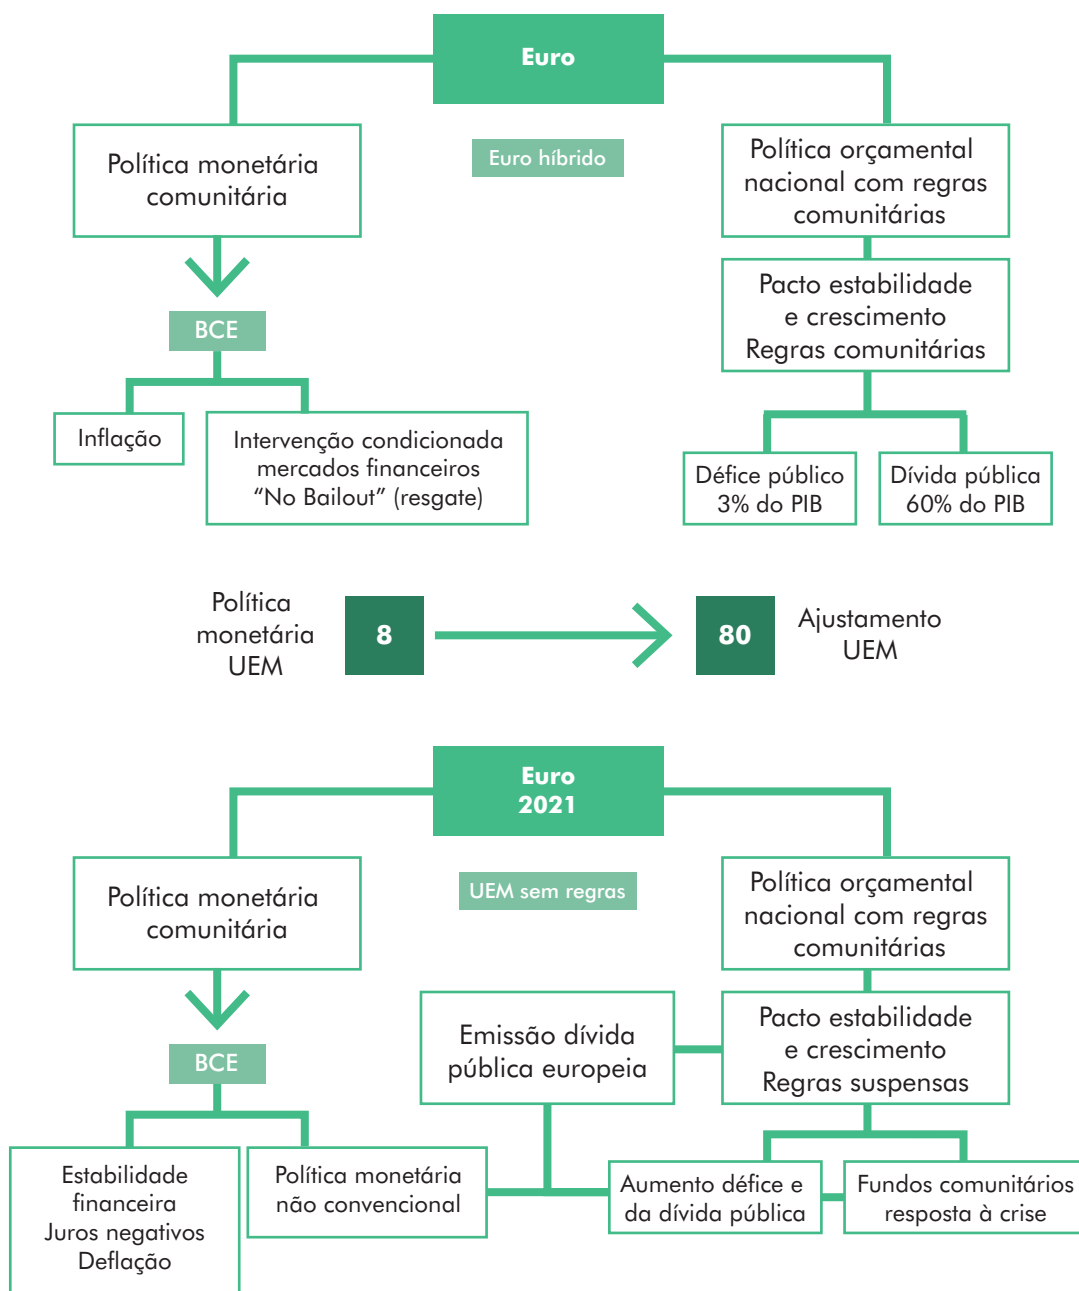 Euro
Política monetária
comunitária
Euro híbrido
Política orçamental
nacional com regras
comunitárias
Pacto estabilidade
e crescimento
Regras comunitárias
BCE
Inflação
Intervenção condicionada
mercados financeiros
“No Bailout” (resgate)
Défice público
3% do PIB
Dívida pública
60% do PIB
Política
monetária
UEM
8
80
Ajustamento
UEM
Euro
2021
Política monetária
comunitária
UEM sem regras
Política orçamental
nacional com regras
comunitárias
Emissão dívida
pública europeia
Pacto estabilidade
e crescimento
Regras suspensas
BCE
Estabilidade
financeira
Juros negativos
Deflação
Política monetária
não convencional
Aumento défice e
da dívida pública
Fundos comunitários
resposta à crise